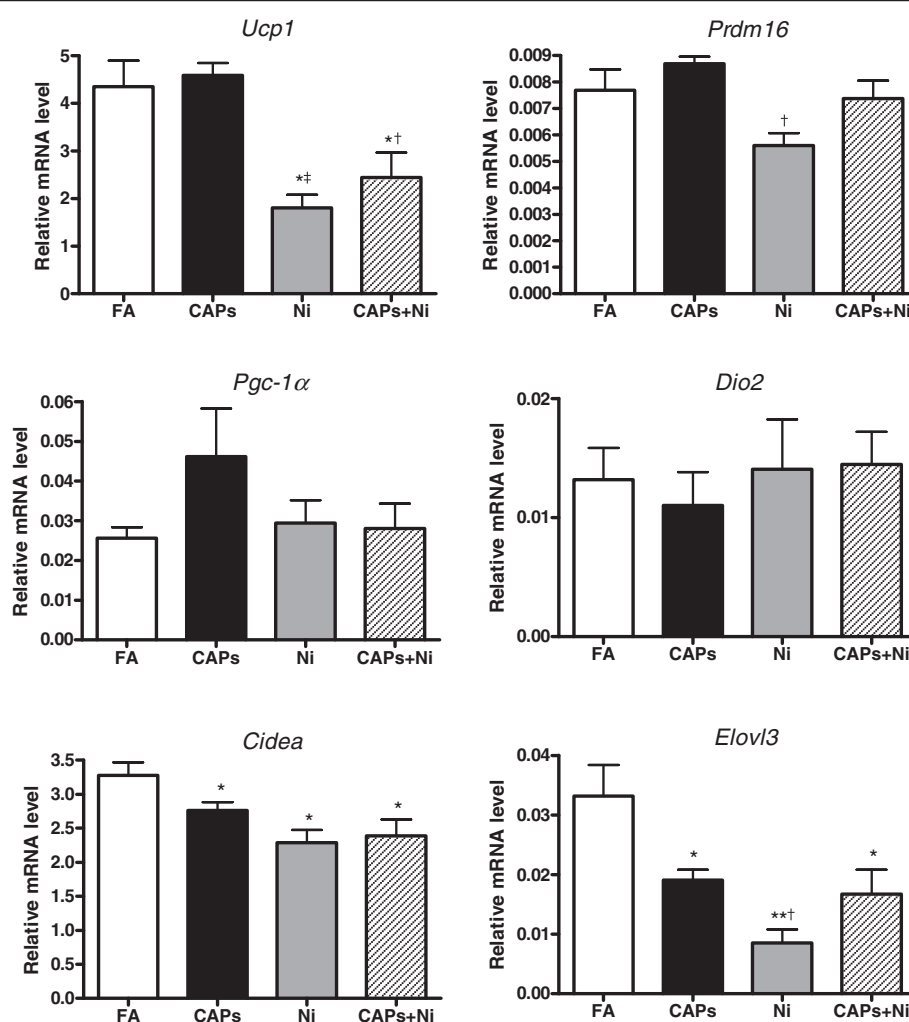 Ucp1
Relative mRNA level
5
4
3
2
1
0
*‡
*†
FA CAPs Ni CAPs+Ni
Prdm16
Relative mRNA level
0.009
0.008
0.007
0.006
0.005
0.004
0.003
0.002
0.001
0.000
†
FA CAPs Ni CAPs+Ni
Pgc-1α
Relative mRNA level
0.06
0.05
0.04
0.03
0.02
0.01
0.00
FA CAPs Ni CAPs+Ni
Dio2
Relative mRNA level
0.02
0.01
0.00
FA CAPs Ni CAPs+Ni
Cidea
Relative mRNA level
3.5
3.0
2.5
2.0
1.5
1.0
0.5
0.0
*
*
*
FA CAPs Ni CAPs+Ni
Elovl3
Relative mRNA level
0.04
0.03
0.02
0.01
0.00
*
**†
*
FA CAPs Ni CAPs+Ni